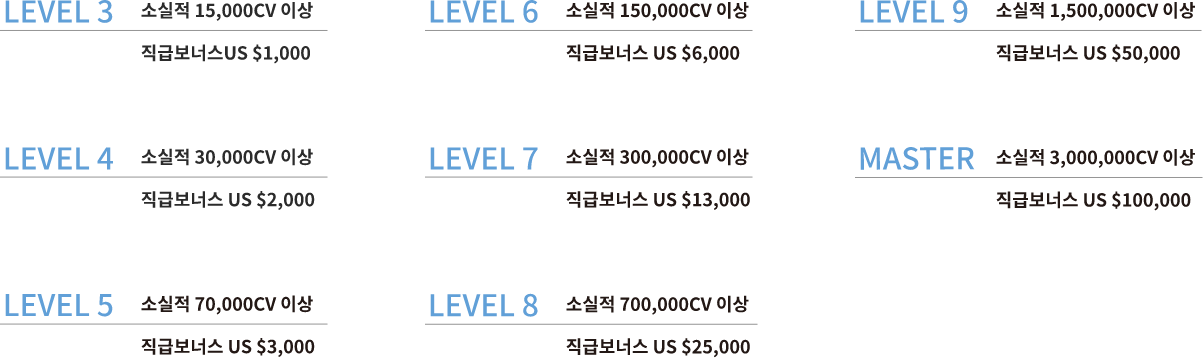 LEVEL 3 소실적 15,000CV 이상
직급보너스US $1,000
LEVEL 4 소실적 30,000CV 이상
직급보너스 US $2,000
LEVEL 5 소실적 70,000CV 이상
직급보너스 US $3,000
LEVEL 6 소실적 150,000CV 이상
직급보너스 US $6,000
LEVEL 7 소실적 300,000CV 이상
직급보너스 US $13,000
LEVEL 8 소실적 700,000CV 이상
직급보너스 US $25,000
LEVEL 9 소실적 1,500,000CV 이상
직급보너스 US $50,000
MASTER 소실적 3,000,000CV 이상
직급보너스 US $100,000